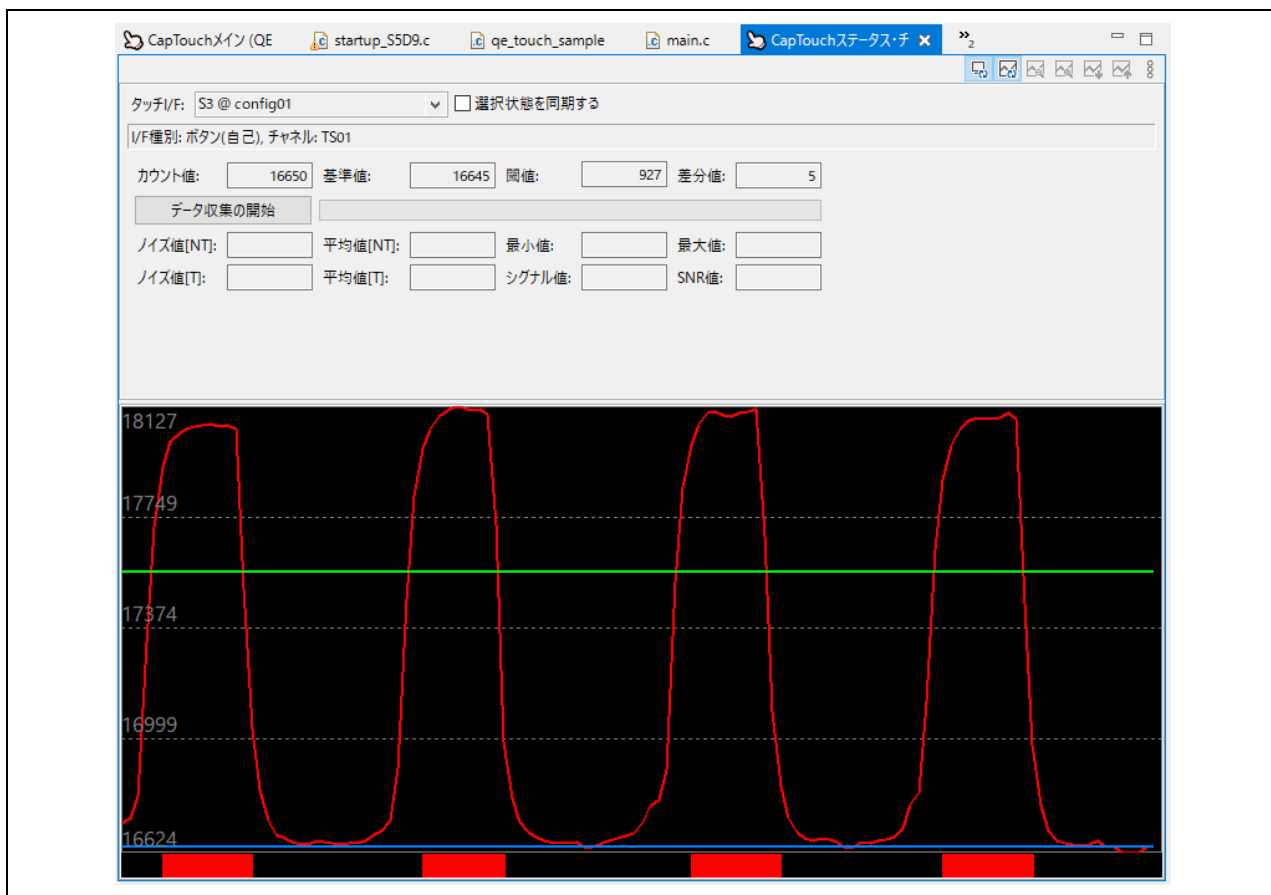 CapTouchメイン (QE startup_S5D9.c qe_touch_sample main.c CapTouchステータス・チ »2
タッチI/F: S3 @ config01 選択状態を同期する
I/F種別: ボタン(自己), チャネル: TS01
カウント値: 16650 基準値: 16645 閾値: 927 差分値: 5
データ収集の開始
ノイズ値[NT]: 平均値[NT]: 最小値: 最大値:
ノイズ値[T]: 平均値[T]: シグナル値: SNR値:
18127
17749
17374
16999
16624